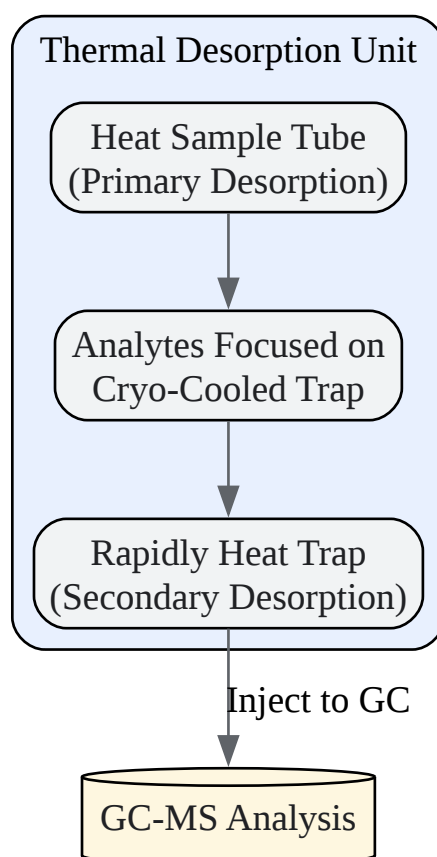 Thermal Desorption Unit
Heat Sample Tube
(Primary Desorption)
Analytes Focused on
Cryo-Cooled Trap
Rapidly Heat Trap
(Secondary Desorption)
Inject to GC
GC-MS Analysis